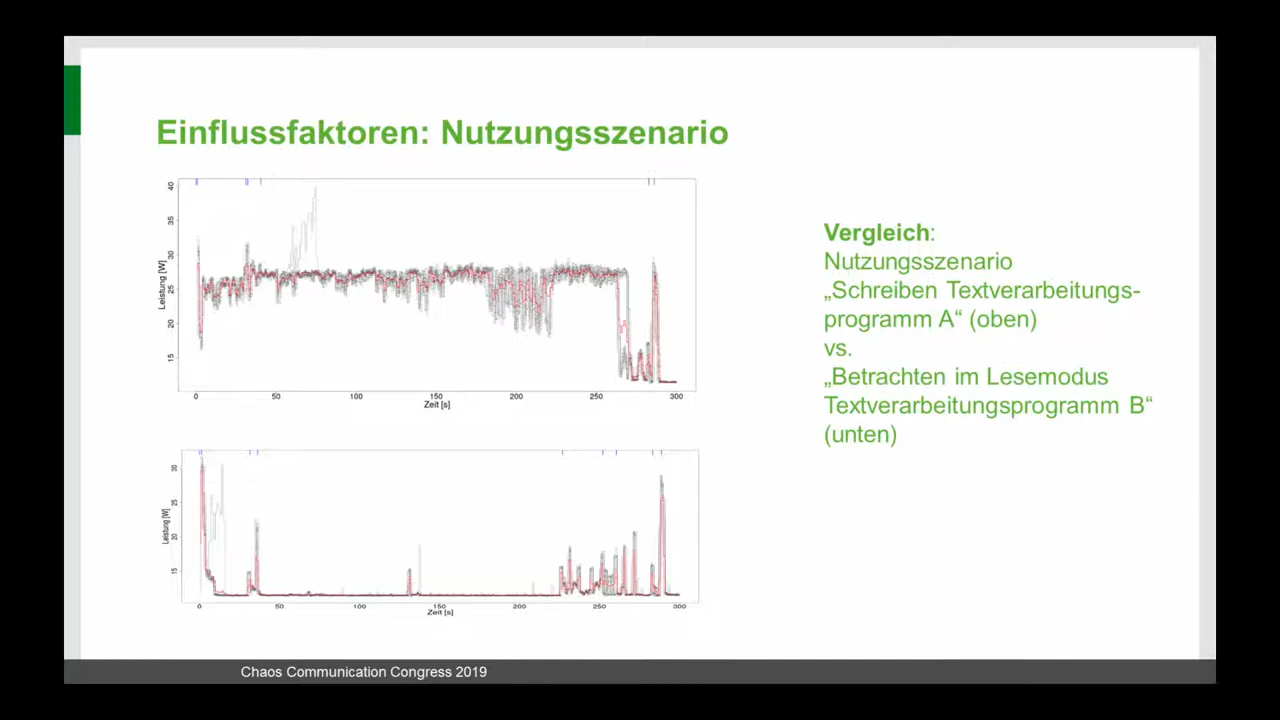 Einflussfaktoren: Nutzungsszenario
40
35
30
25
20
15
Leistung [W]
0 50 100 150 200 250 300
Zeit [s]
30
25
20
15
Leistung [W]
0 50 100 150 200 250 300
Zeit [s]
Vergleich:
Nutzungsszenario
„Schreiben Textverarbeitungs-
programm A“ (oben)
vs.
„Betrachten im Lesemodus
Textverarbeitungsprogramm B“
(unten)
Chaos Communication Congress 2019